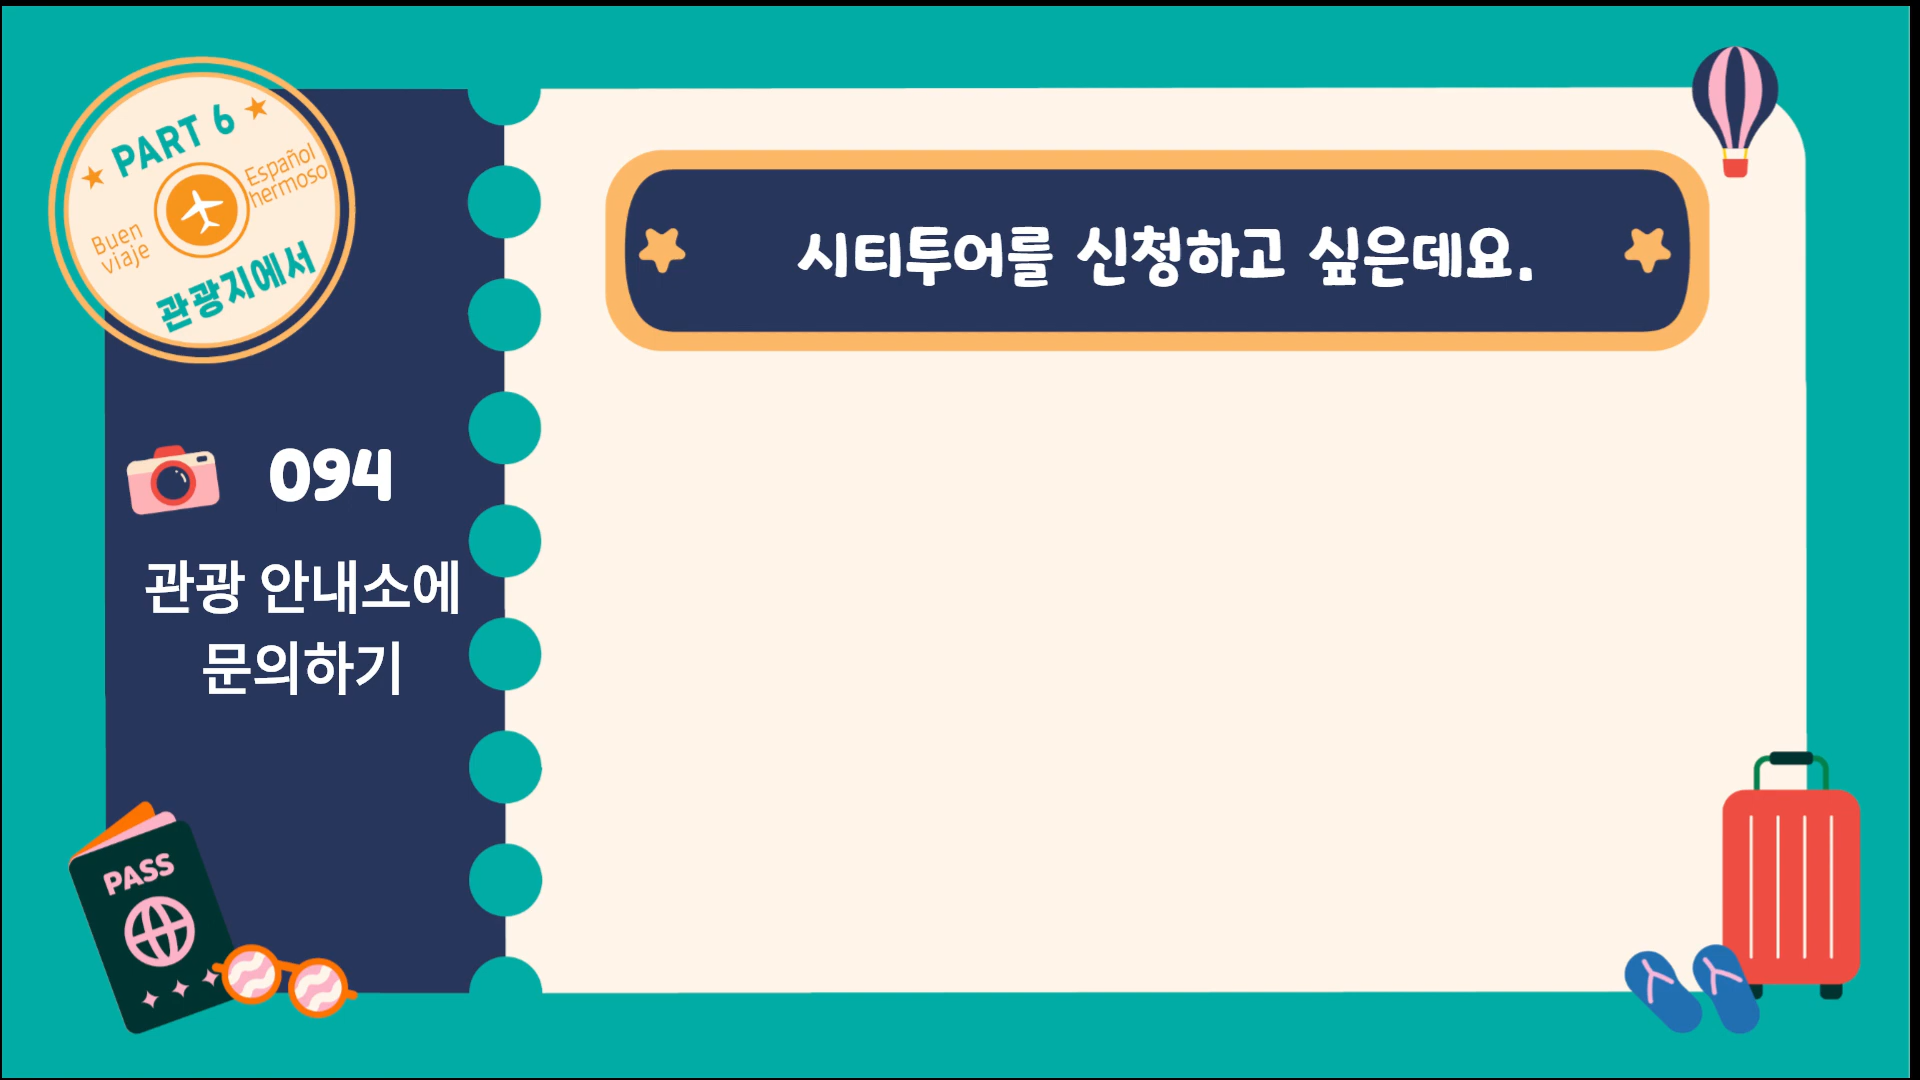 PART 6
Español
hermoso
Buen
viaje
관광지에서
시티투어를 신청하고 싶은데요.
094
관광 안내소에
문의하기
PASS